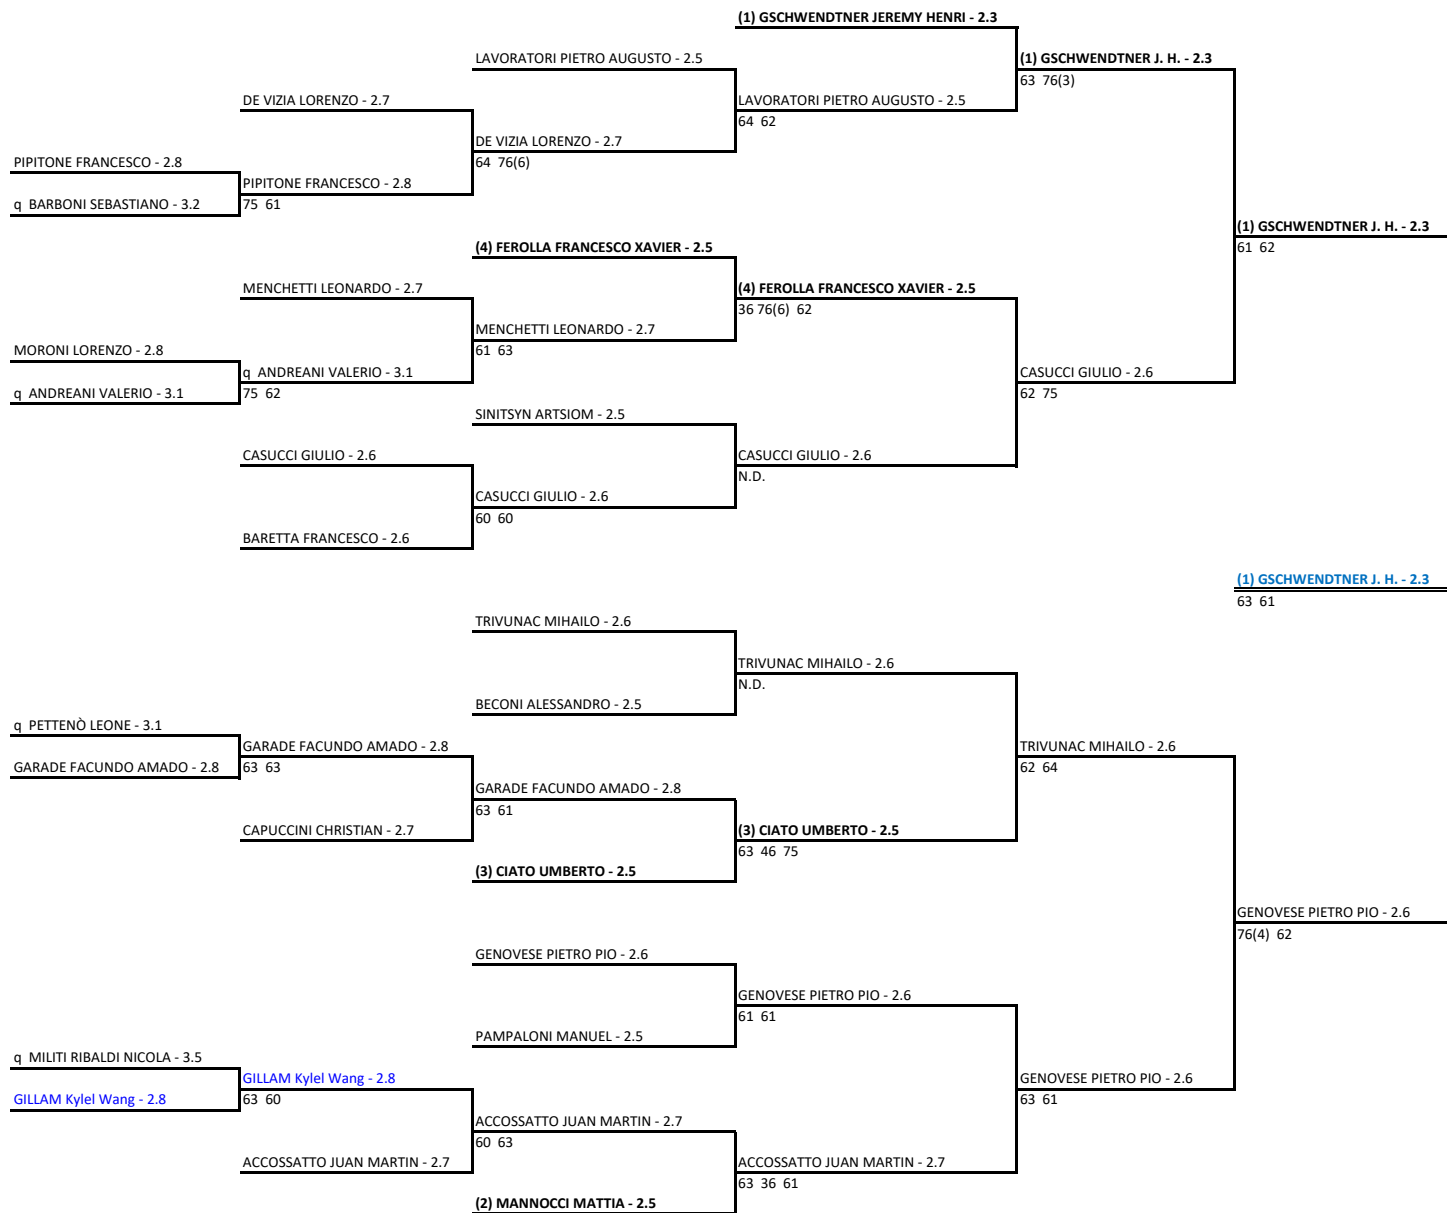 (1) GSCHWENDTNER JEREMY HENRI - 2.3
LAVORATORI PIETRO AUGUSTO - 2.5
(1) GSCHWENDTNER J. H. - 2.3
63 76(3)
DE VIZIA LORENZO - 2.7
LAVORATORI PIETRO AUGUSTO - 2.5
64 62
DE VIZIA LORENZO - 2.7
64 76(6)
PIPITONE FRANCESCO - 2.8
PIPITONE FRANCESCO - 2.8
75 61
q BARBONI SEBASTIANO - 3.2
(1) GSCHWENDTNER J. H. - 2.3
61 62
(4) FEROLLA FRANCESCO XAVIER - 2.5
MENCHETTI LEONARDO - 2.7
(4) FEROLLA FRANCESCO XAVIER - 2.5
36 76(6) 62
MENCHETTI LEONARDO - 2.7
61 63
MORONI LORENZO - 2.8
q ANDREANI VALERIO - 3.1
75 62
CASUCCI GIULIO - 2.6
62 75
q ANDREANI VALERIO - 3.1
SINITSYN ARTSIOM - 2.5
CASUCCI GIULIO - 2.6
CASUCCI GIULIO - 2.6
N.D.
CASUCCI GIULIO - 2.6
60 60
BARETTA FRANCESCO - 2.6
(1) GSCHWENDTNER J. H. - 2.3
63 61
TRIVUNAC MIHAILO - 2.6
TRIVUNAC MIHAILO - 2.6
N.D.
BECONI ALESSANDRO - 2.5
q PETTENÒ LEONE - 3.1
GARADE FACUNDO AMADO - 2.8
63 63
TRIVUNAC MIHAILO - 2.6
62 64
GARADE FACUNDO AMADO - 2.8
GARADE FACUNDO AMADO - 2.8
63 61
CAPUCCINI CHRISTIAN - 2.7
(3) CIATO UMBERTO - 2.5
63 46 75
(3) CIATO UMBERTO - 2.5
GENOVESE PIETRO PIO - 2.6
76(4) 62
GENOVESE PIETRO PIO - 2.6
GENOVESE PIETRO PIO - 2.6
61 61
PAMPALONI MANUEL - 2.5
q MILITI RIBALDI NICOLA - 3.5
GILLAM Kylel Wang - 2.8
63 60
GENOVESE PIETRO PIO - 2.6
63 61
GILLAM Kylel Wang - 2.8
ACCOSSATTO JUAN MARTIN - 2.7
60 63
ACCOSSATTO JUAN MARTIN - 2.7
ACCOSSATTO JUAN MARTIN - 2.7
63 36 61
(2) MANNOCCI MATTIA - 2.5